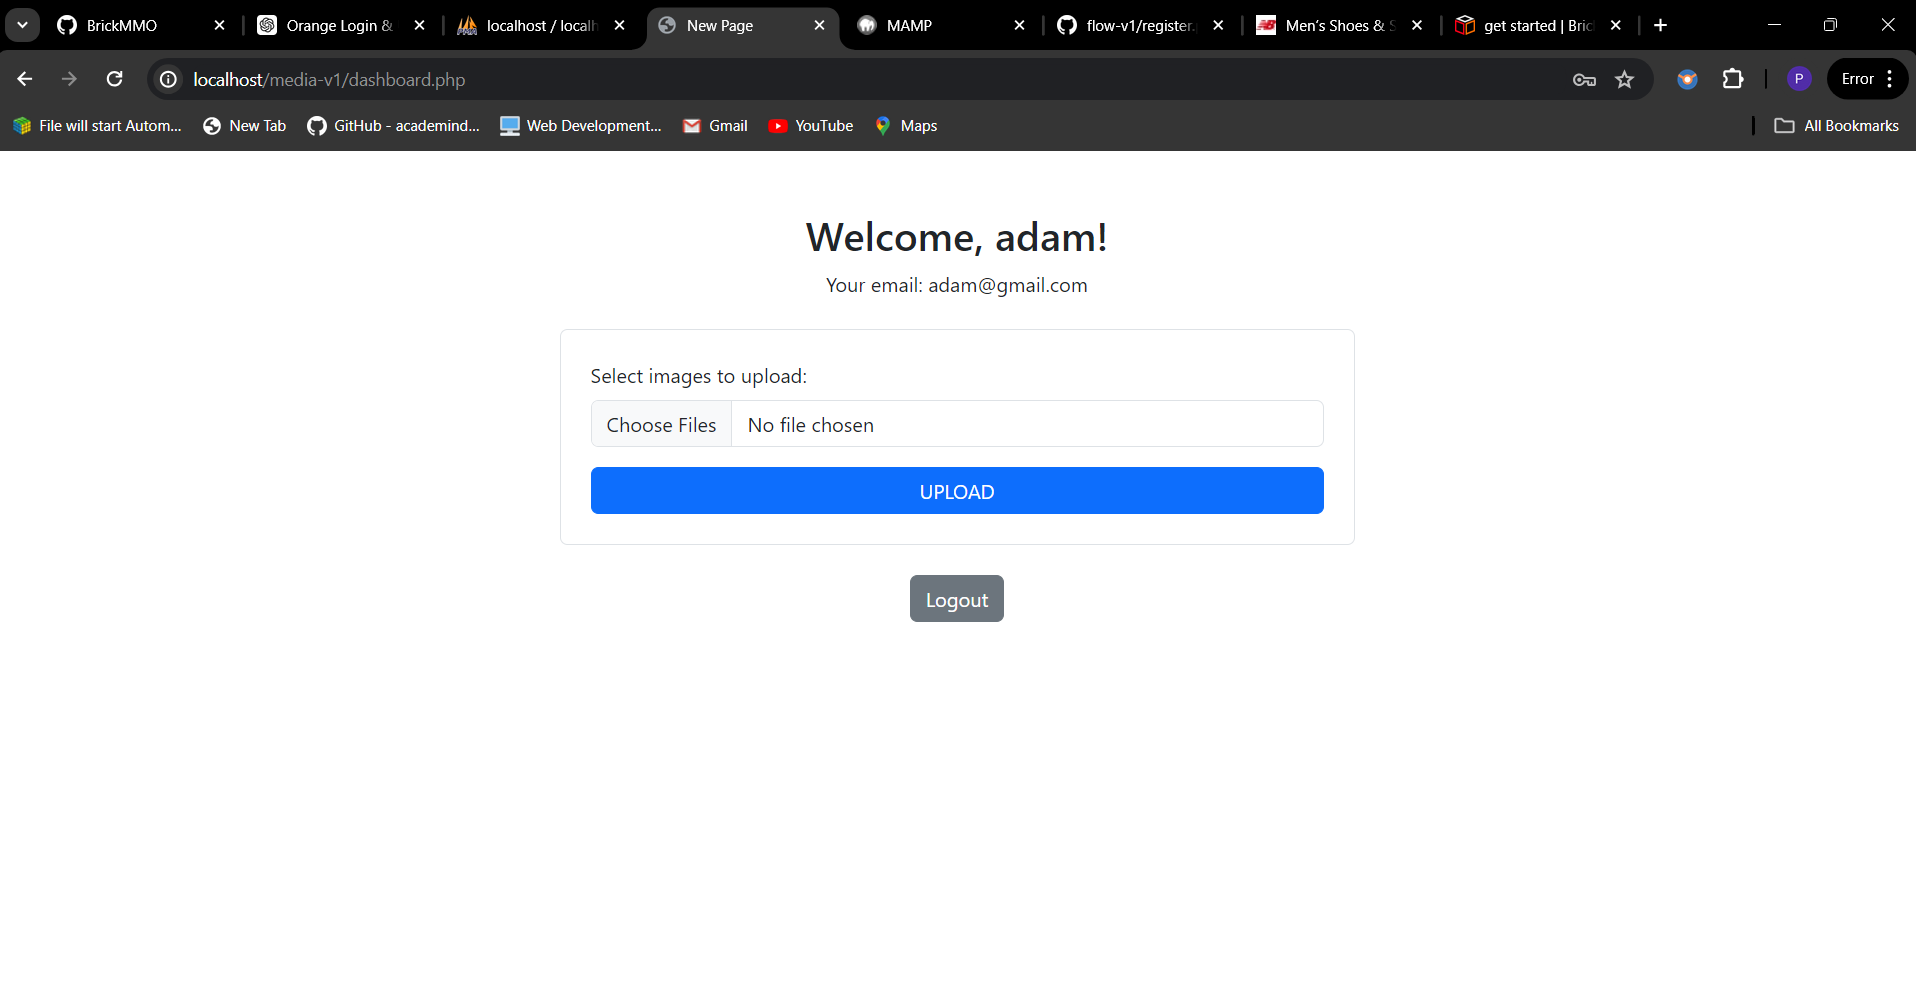 BrickMMO
Orange Login &
localhost / localh
New Page
MAMP
flow-v1/register.
Men's Shoes & S
get started | Bric
localhost/media-v1/dashboard.php
P
Error
File will start Autom...
New Tab
GitHub - academind...
Web Development...
Gmail
YouTube
Maps
All Bookmarks
Welcome, adam!
Your email: adam@gmail.com
Select images to upload:
Choose Files
No file chosen
UPLOAD
Logout